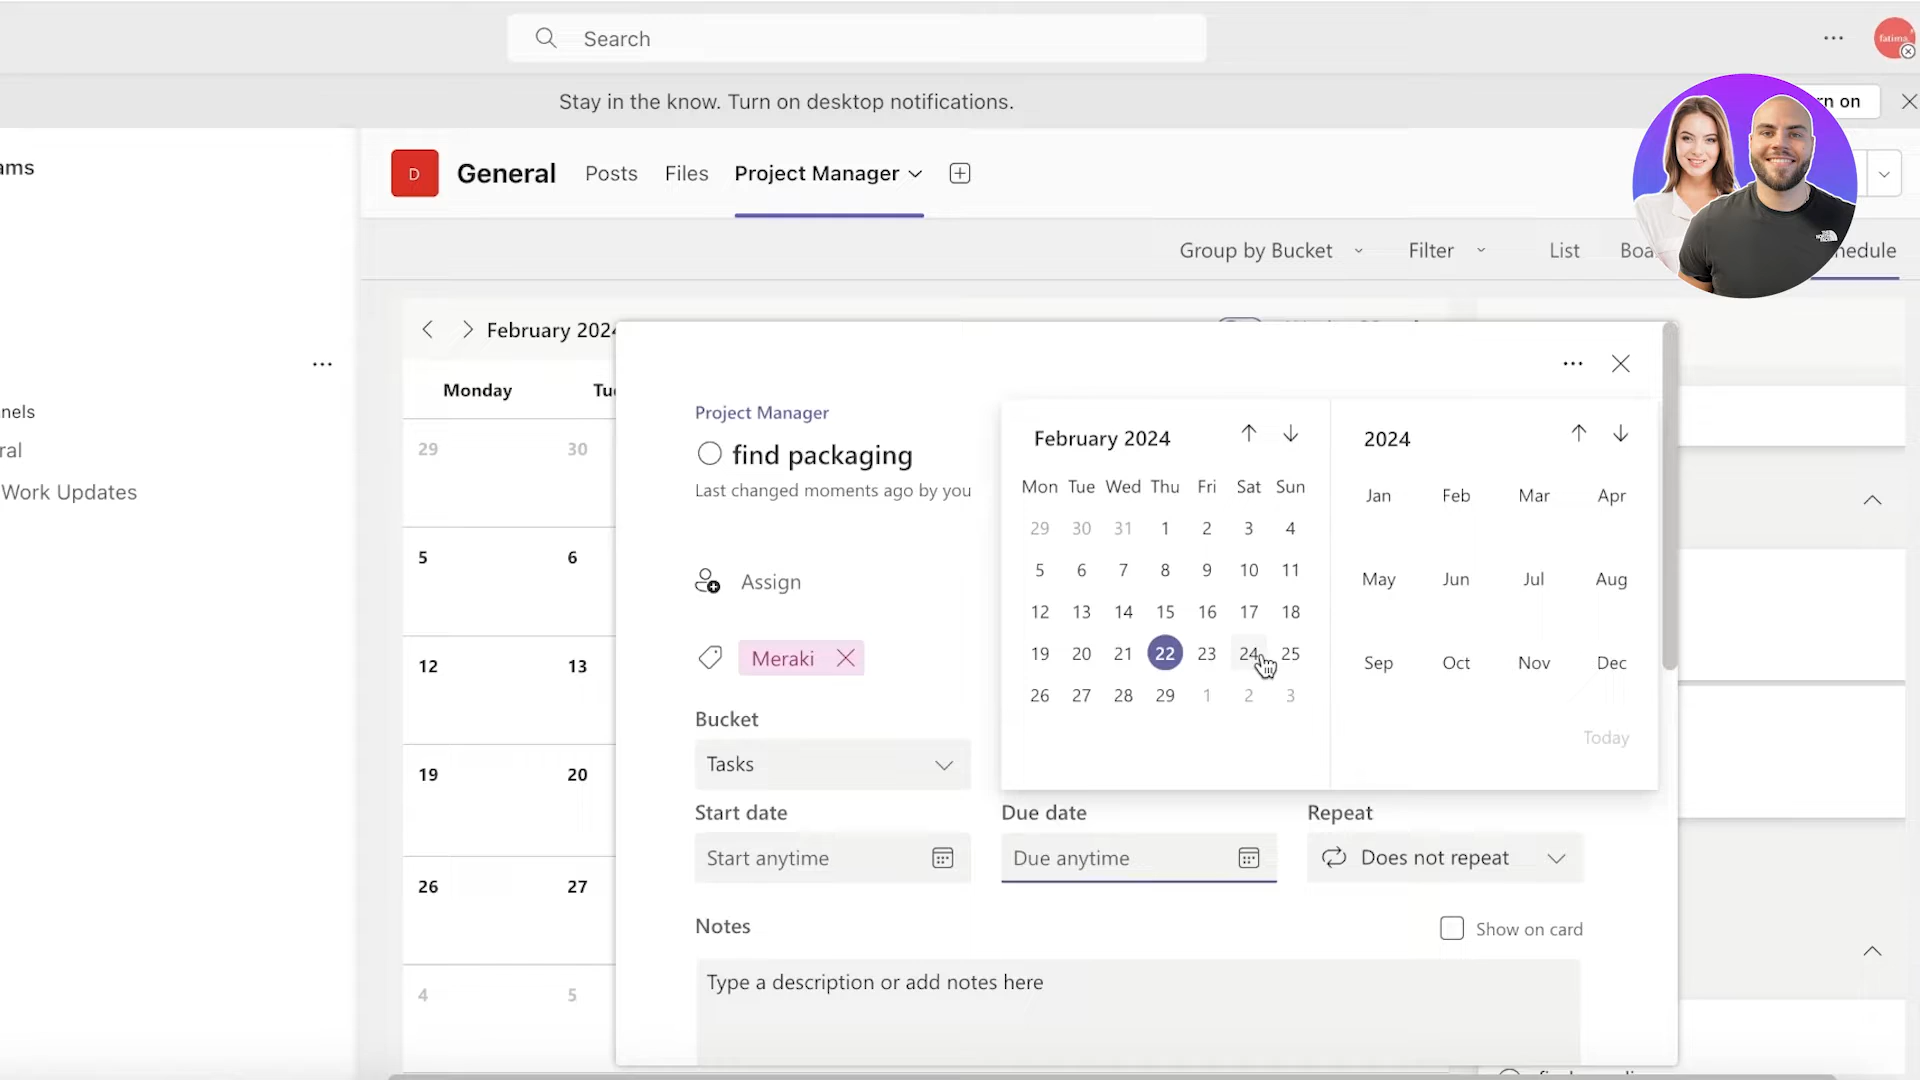 Search
fatima.
Stay in the know. Turn on desktop notifications.
on
ams
D
General
Posts
Files
Project Manager
Group by Bucket
Filter
List
Boa
hedule
February 2024
Monday
Tu
29
30
5
6
12
13
19
20
26
27
4
5
nels
ral
Work Updates
Project Manager
find packaging
Last changed moments ago by you
Assign
Meraki
Bucket
Tasks
February 2024
Mon Tue Wed Thu Fri Sat Sun
29 30 31 1 2 3 4
5 6 7 8 9 10 11
12 13 14 15 16 17 18
19 20 21 22 23 24 25
26 27 28 29 1 2 3
2024
Jan Feb Mar Apr
May Jun Jul Aug
Sep Oct Nov Dec
Today
Start date
Start anytime
Due date
Due anytime
Repeat
Does not repeat
Notes
Show on card
Type a description or add notes here